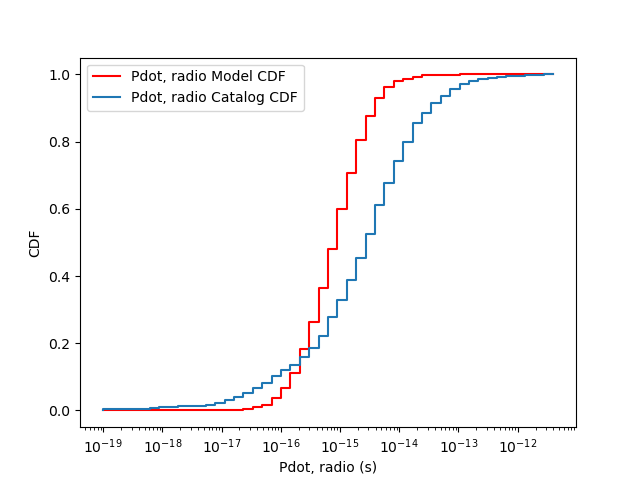 Pdot, radio Model CDF
Pdot, radio Catalog CDF
1.0
0.8
0.6
0.4
0.2
0.0
CDF
10⁻¹⁹ 10⁻¹⁸ 10⁻¹⁷ 10⁻¹⁶ 10⁻¹⁵ 10⁻¹⁴ 10⁻¹³ 10⁻¹²
Pdot, radio (s)